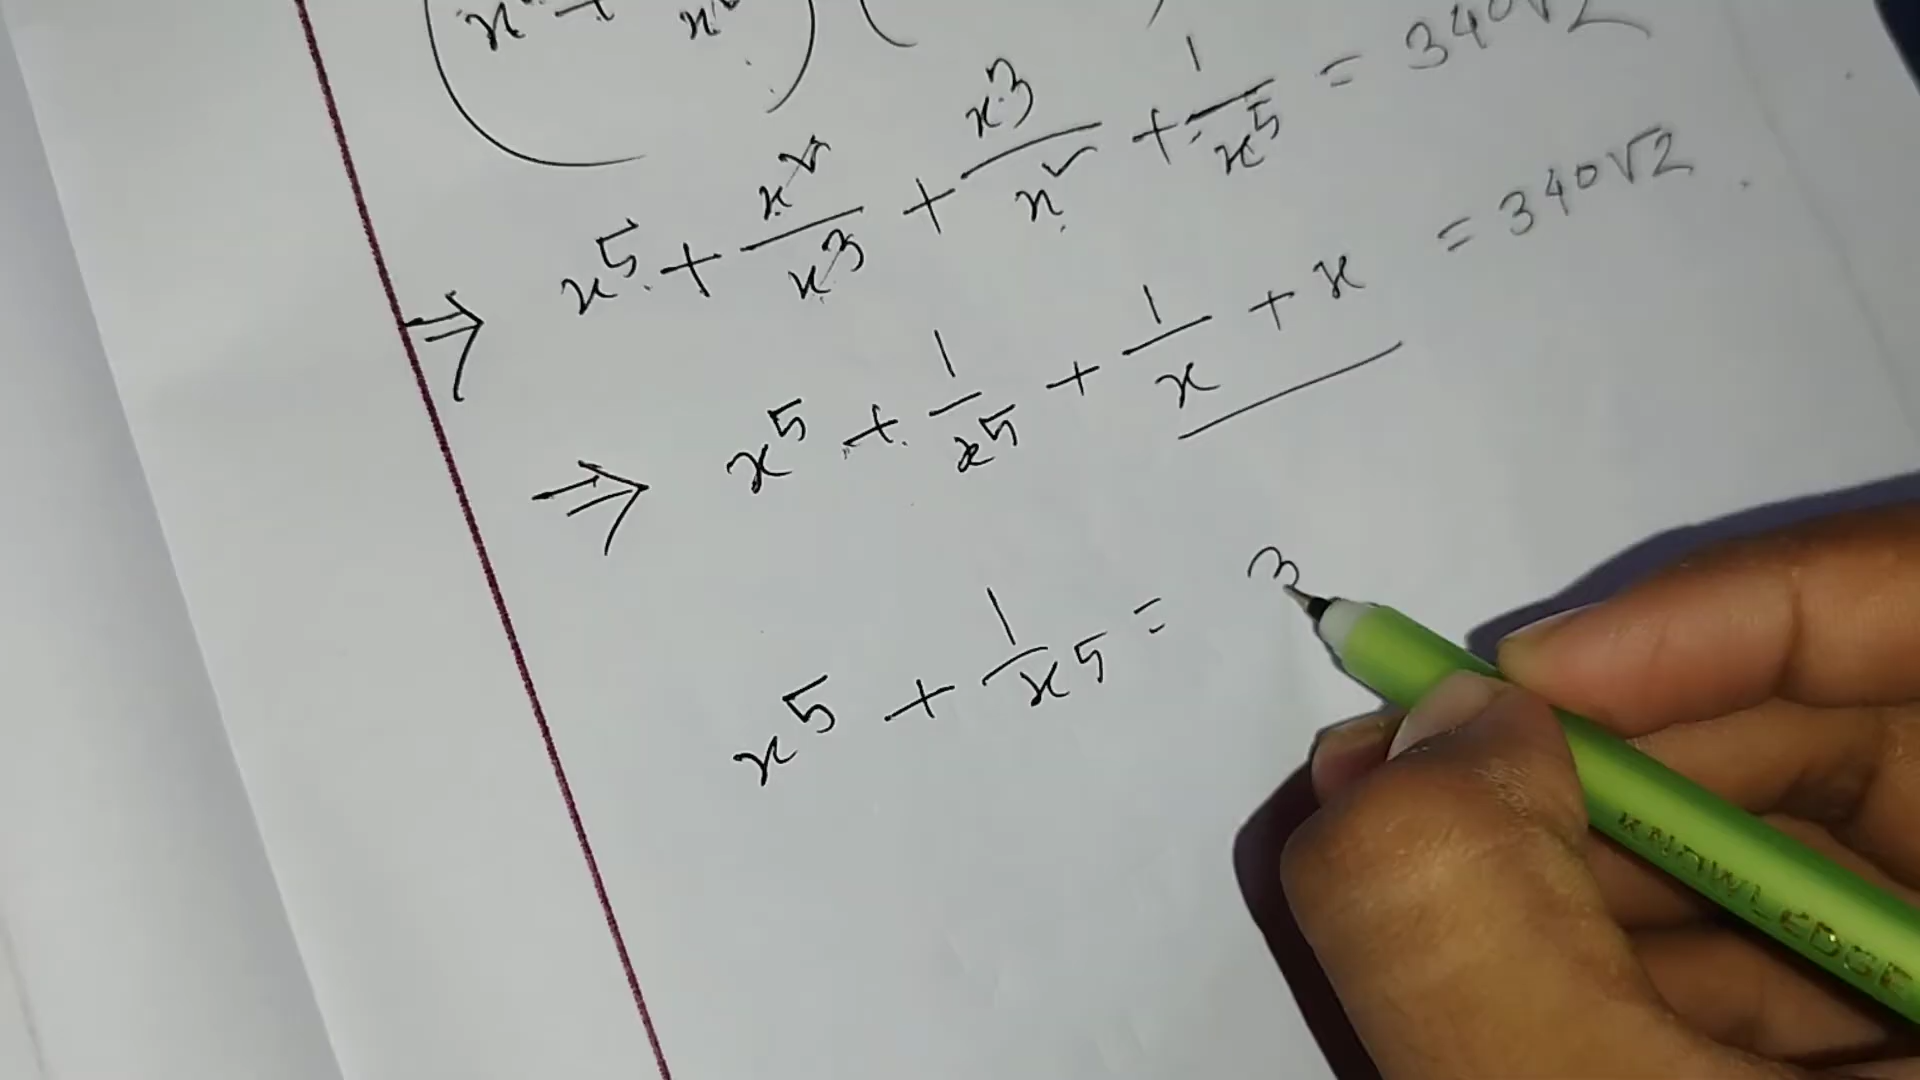 x⁵ + x²/x³ + x³/x² + 1/x⁵ = 340√2
⇒ x⁵ + 1/x⁵ + 1/x + x = 340√2
⇒
x⁵ + 1/x⁵ = 3
KNOWLEDGE